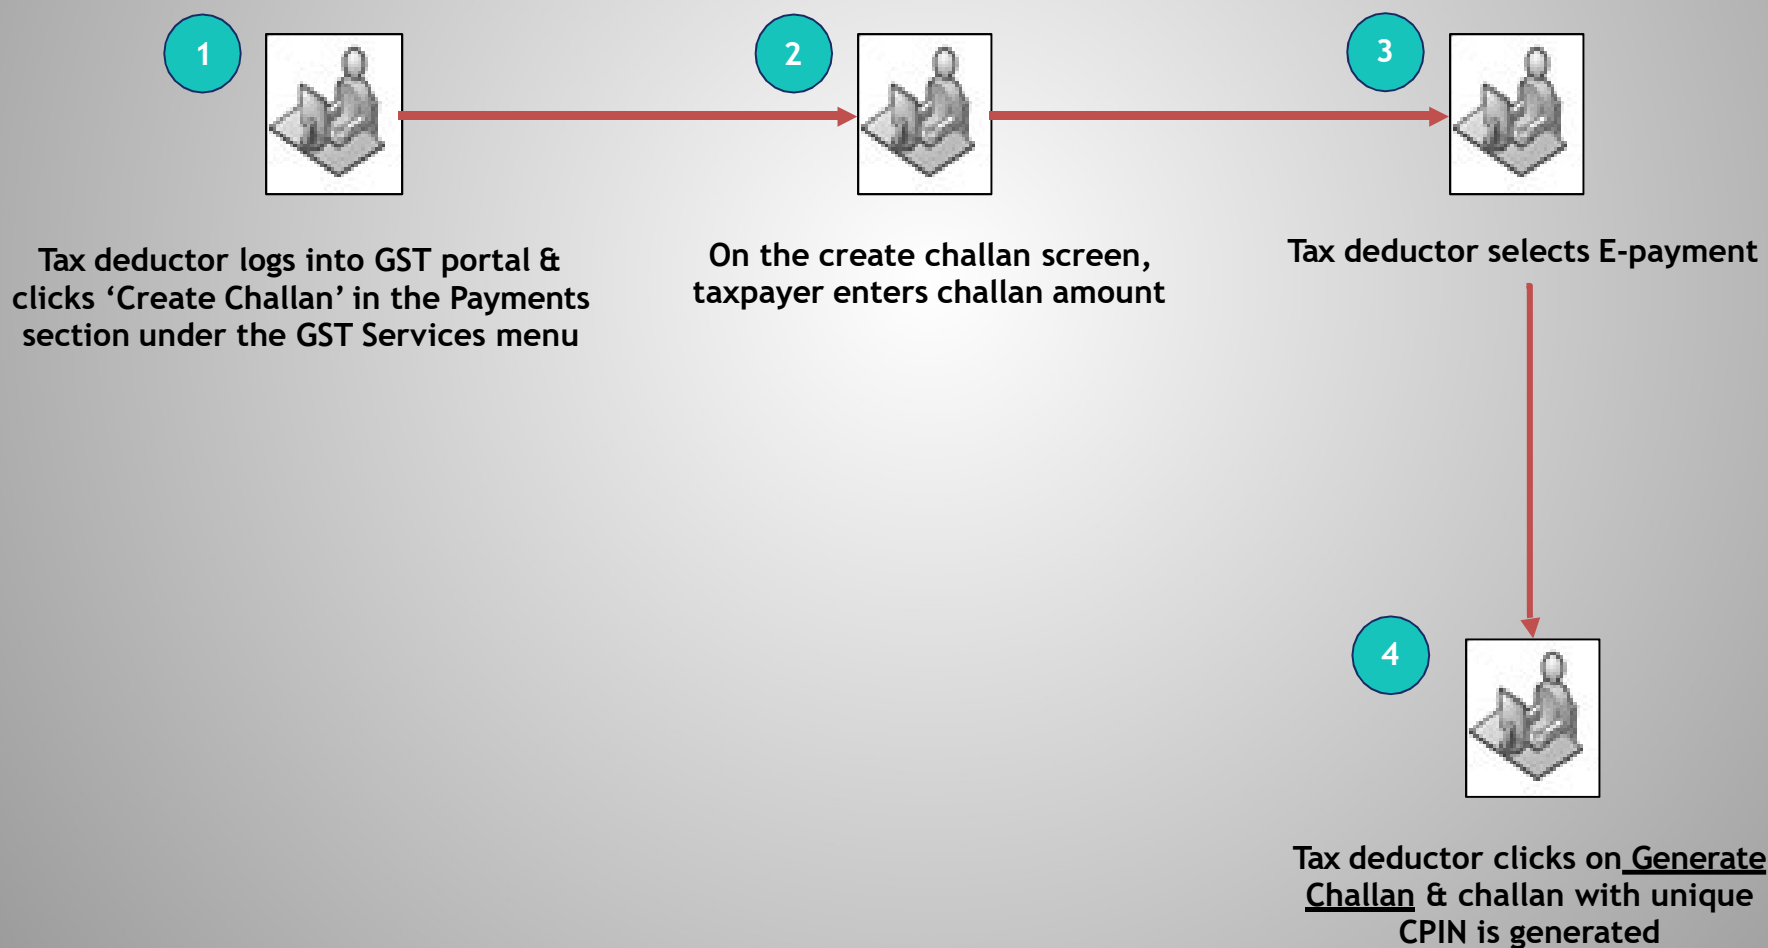 1
Tax deductor logs into GST portal &
clicks ‘Create Challan’ in the Payments
section under the GST Services menu
2
On the create challan screen,
taxpayer enters challan amount
3
Tax deductor selects E-payment
4
Tax deductor clicks on Generate
Challan & challan with unique
CPIN is generated